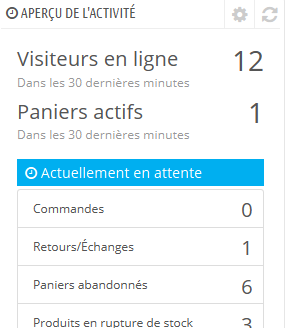 APERÇU DE L'ACTIVITÉ
Visiteurs en ligne 12
Dans les 30 dernières minutes
Paniers actifs 1
Dans les 30 dernières minutes
Actuellement en attente
Commandes 0
Retours/Échanges 1
Paniers abandonnés 6
Produits en rupture de stock 3